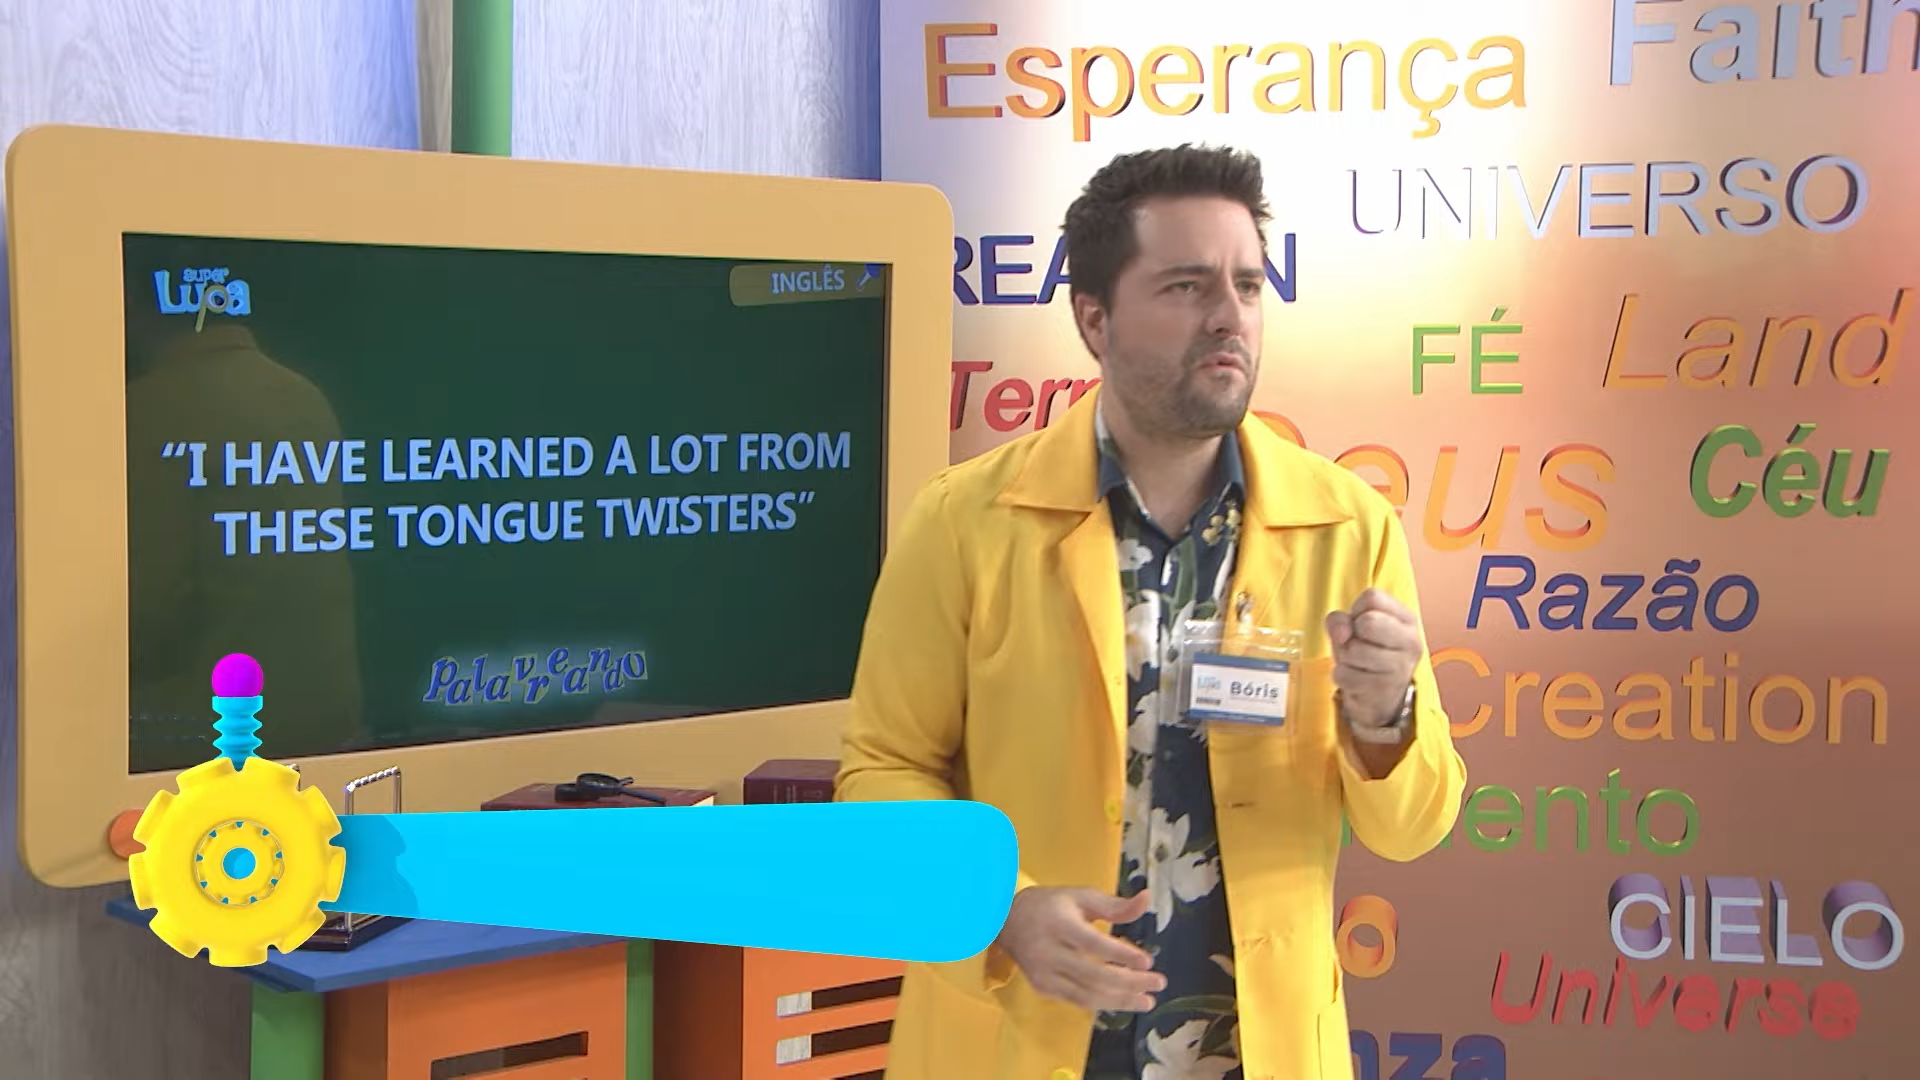 Esperança
Faith
UNIVERSO
super
Lupa
INGLÊS
FÉ
Land
"I HAVE LEARNED A LOT FROM
THESE TONGUE TWISTERS"
Céu
Razão
Palavreando
Bóris
Creation
CIELO
Universe